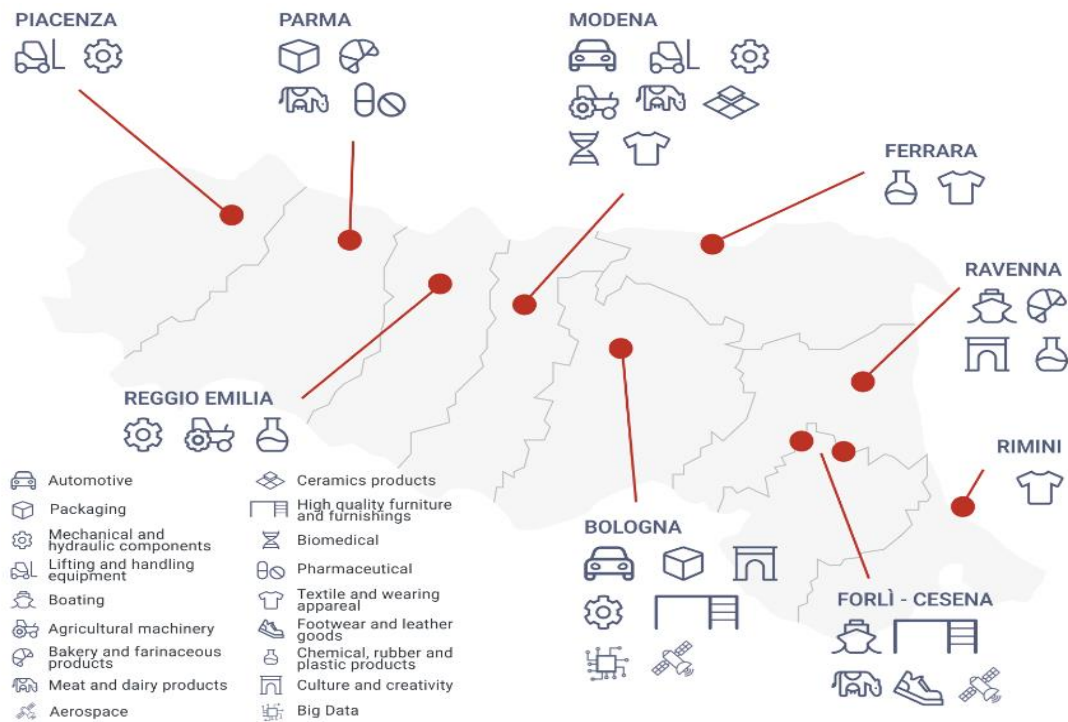 PIACENZA
PARMA
MODENA
FERRARA
RAVENNA
REGGIO EMILIA
RIMINI
BOLOGNA
FORLÌ - CESENA
Automotive
Packaging
Mechanical and
hydraulic components
Lifting and handling
equipment
Boating
Agricultural machinery
Bakery and farinaceous
products
Meat and dairy products
Aerospace
Ceramics products
High quality furniture
and furnishings
Biomedical
Pharmaceutical
Textile and wearing
appareal
Footwear and leather
goods
Chemical, rubber and
plastic products
Culture and creativity
Big Data